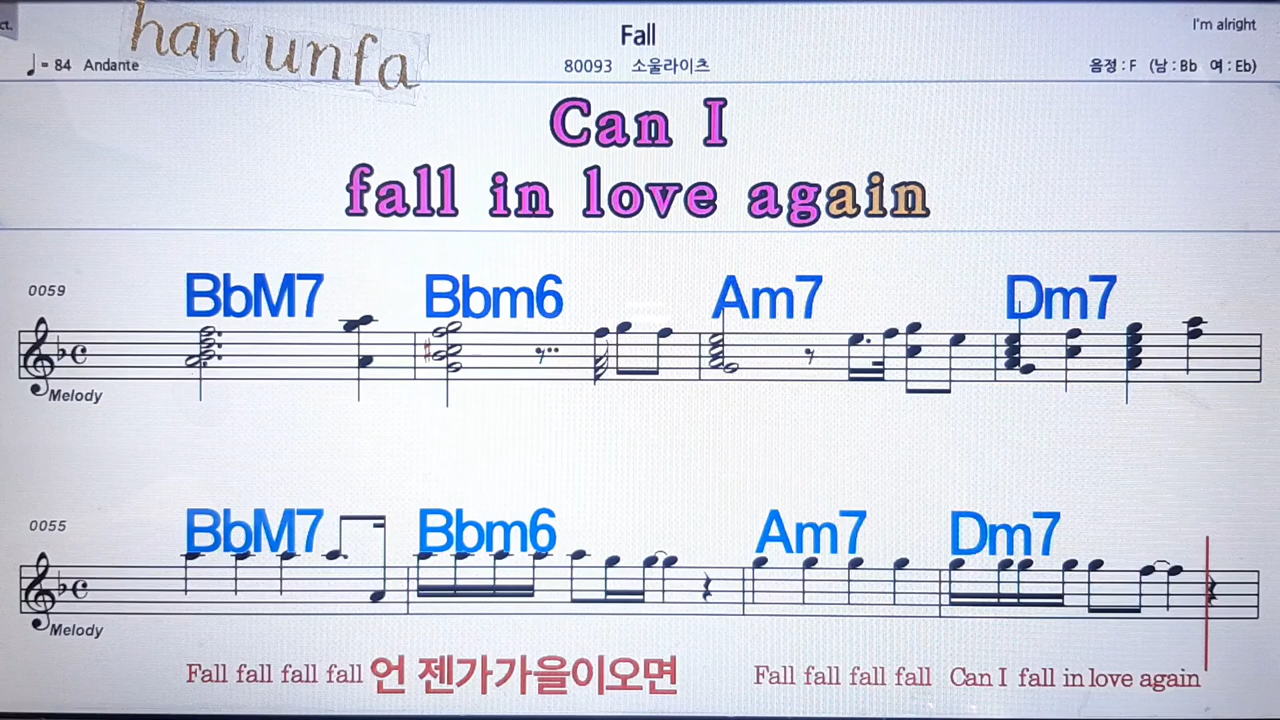 ct.
han unfa
Fall
I'm alright
♩= 84 Andante
80093 소울라이츠
음정 : F (남 : Bb 여 : Eb)
Can I
fall in love again
0059
BbM7 Bbm6 Am7 Dm7
Melody
0055
BbM7 Bbm6 Am7 Dm7
Melody
Fall fall fall fall 언 젠가가을이오면 Fall fall fall fall Can I fall in love again